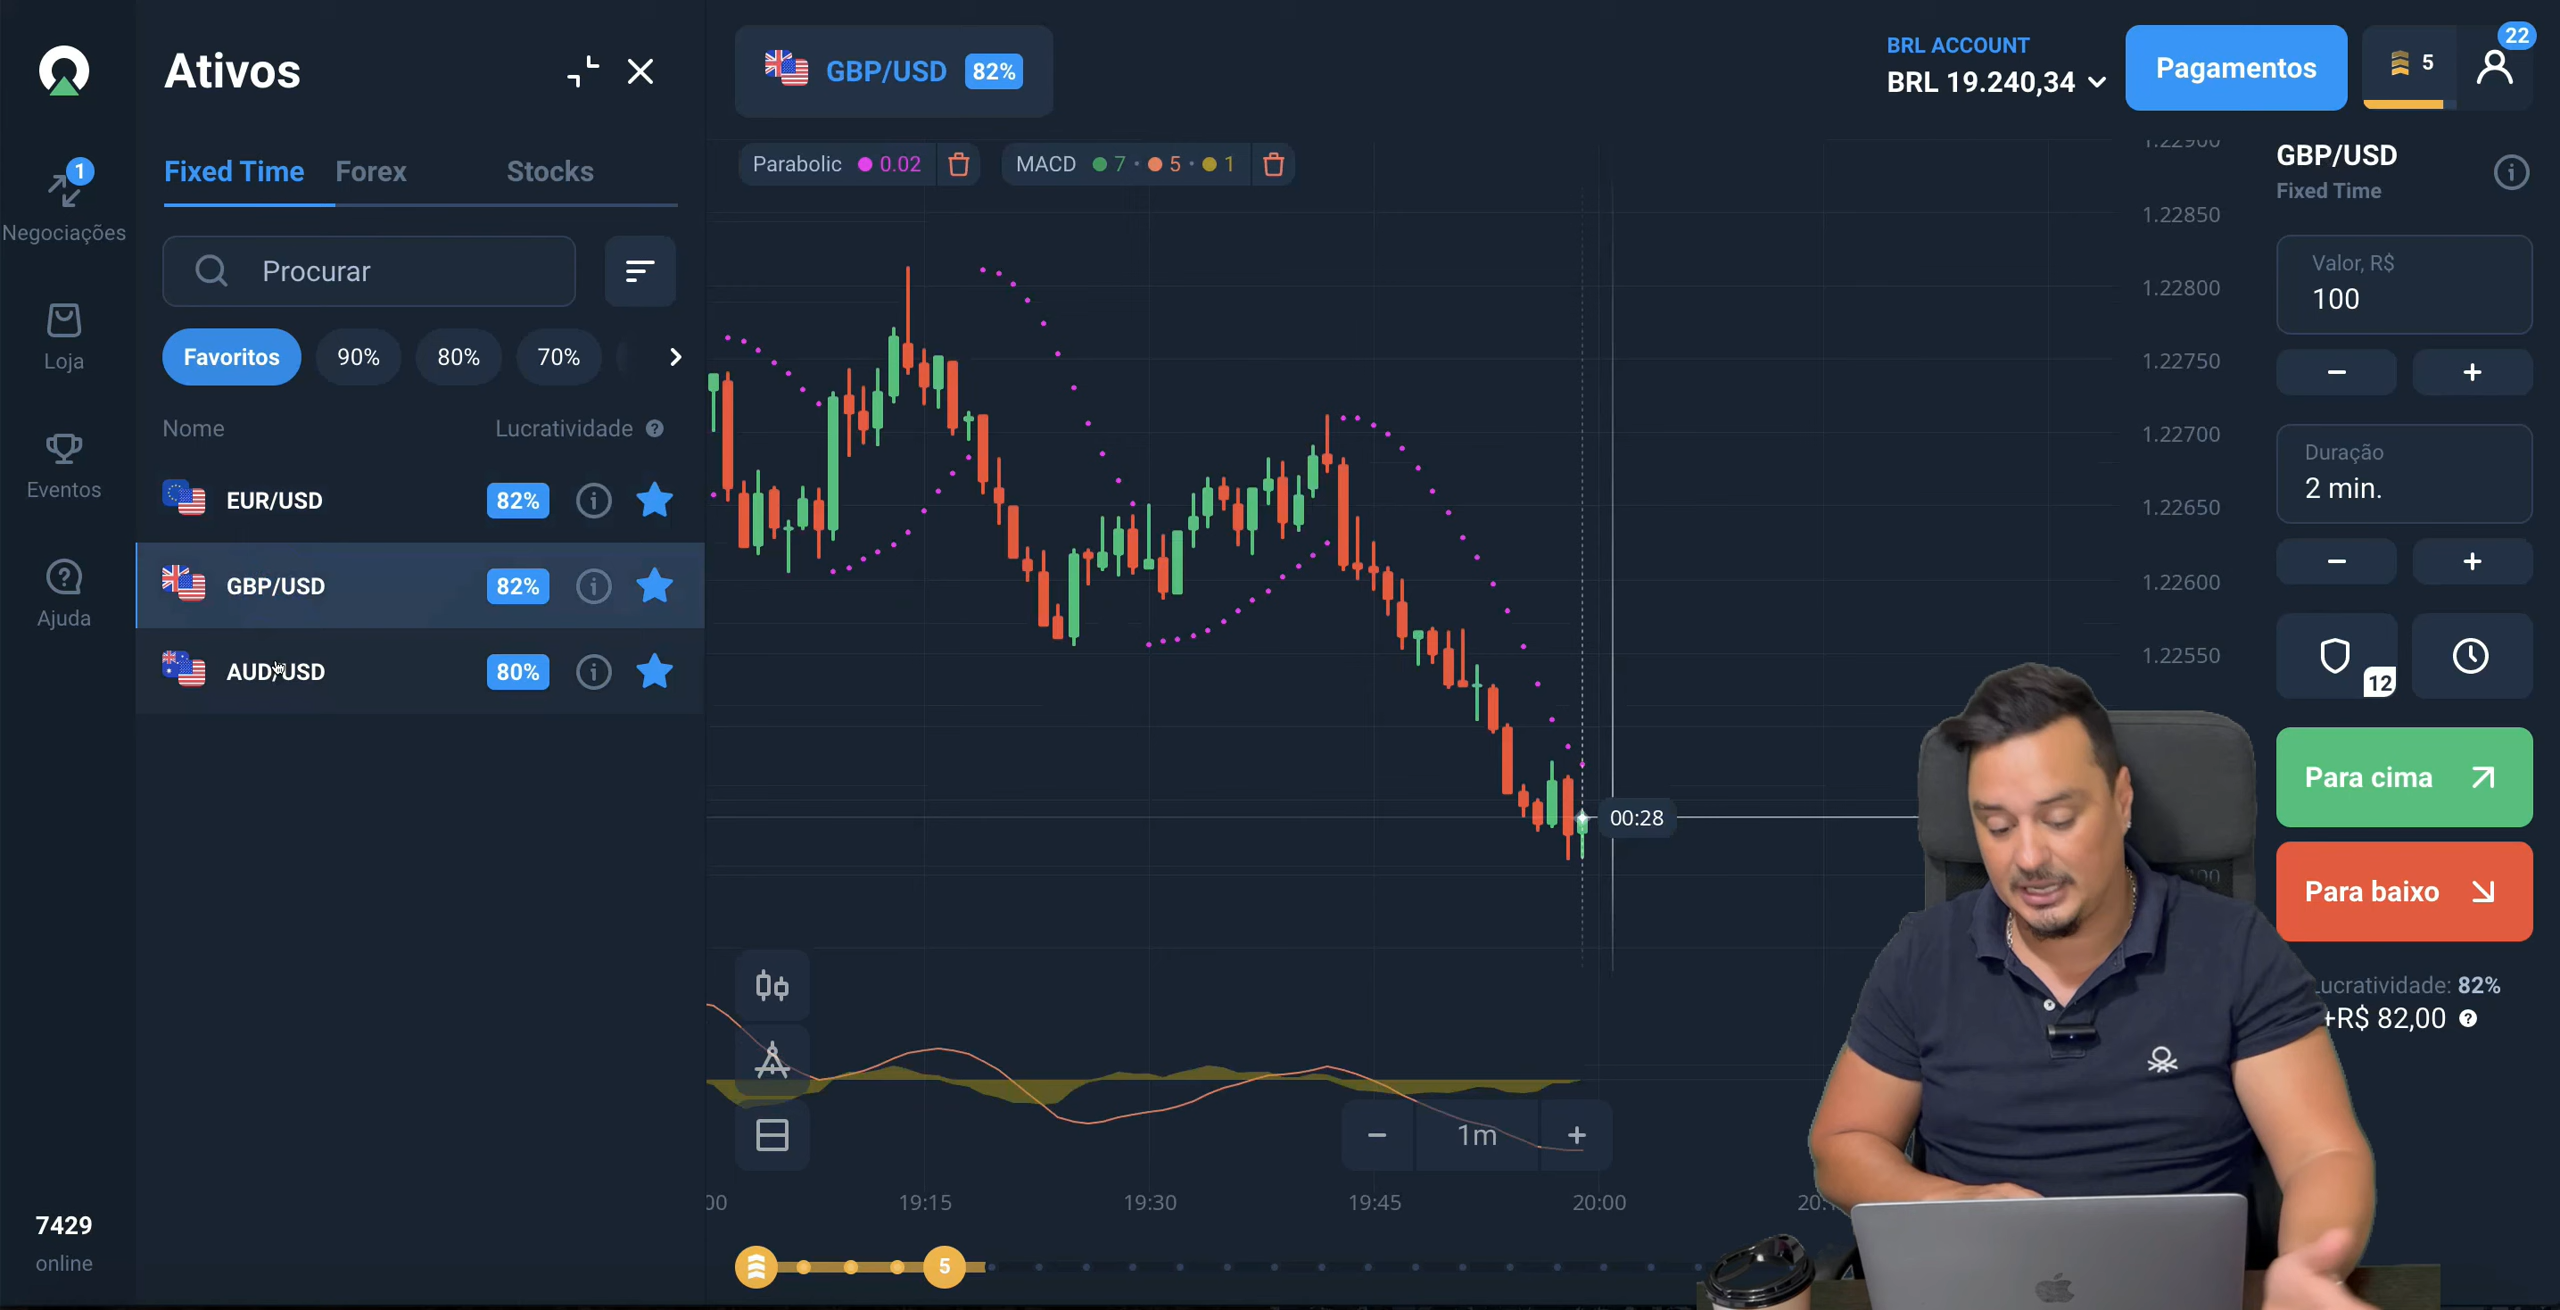 Ativos
GBP/USD 82%
BRL ACCOUNT
BRL 19.240,34
Pagamentos
5
22
1
Negociações
Loja
Eventos
Ajuda
7429
online
Fixed Time Forex Stocks
Procurar
Favoritos 90% 80% 70%
Nome Lucratividade ?
EUR/USD 82%
GBP/USD 82%
AUD/USD 80%
Parabolic 0.02
MACD 7 • 5 • 1
1.22900
1.22850
1.22800
1.22750
1.22700
1.22650
1.22600
1.22550
00:28
1m
00 19:15 19:30 19:45 20:00
5
GBP/USD
Fixed Time
Valor, R$
100
− +
Duração
2 min.
− +
12
Para cima
Para baixo
Lucratividade: 82%
+R$ 82,00 ?